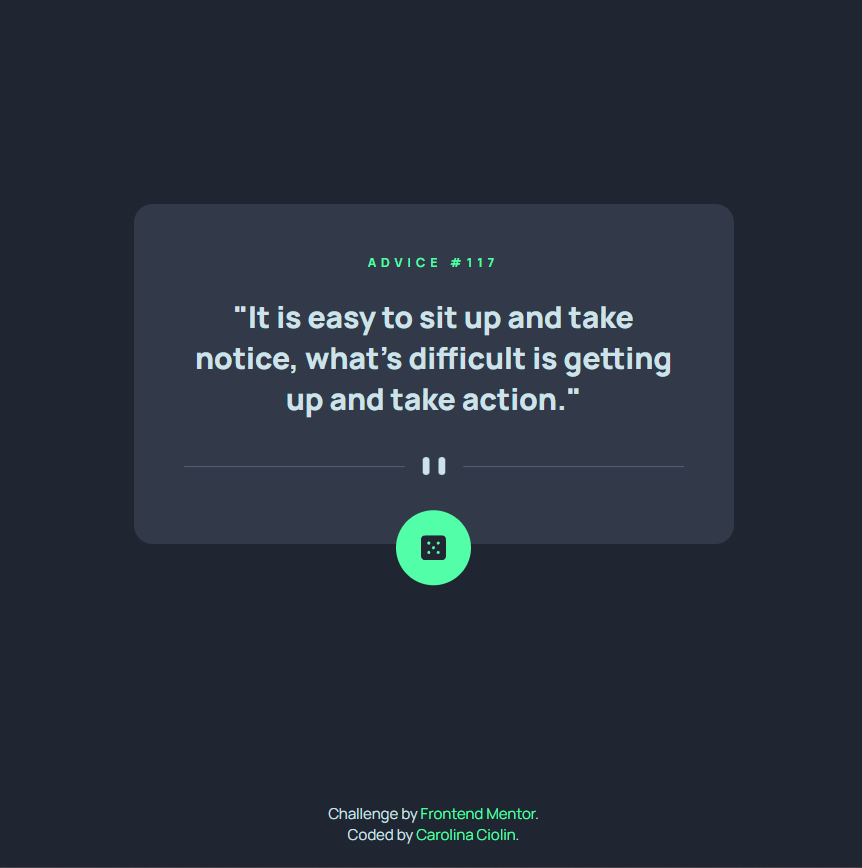 ADVICE #117
"It is easy to sit up and take
notice, what’s difficult is getting
up and take action."
Challenge by Frontend Mentor.
Coded by Carolina Ciolin.